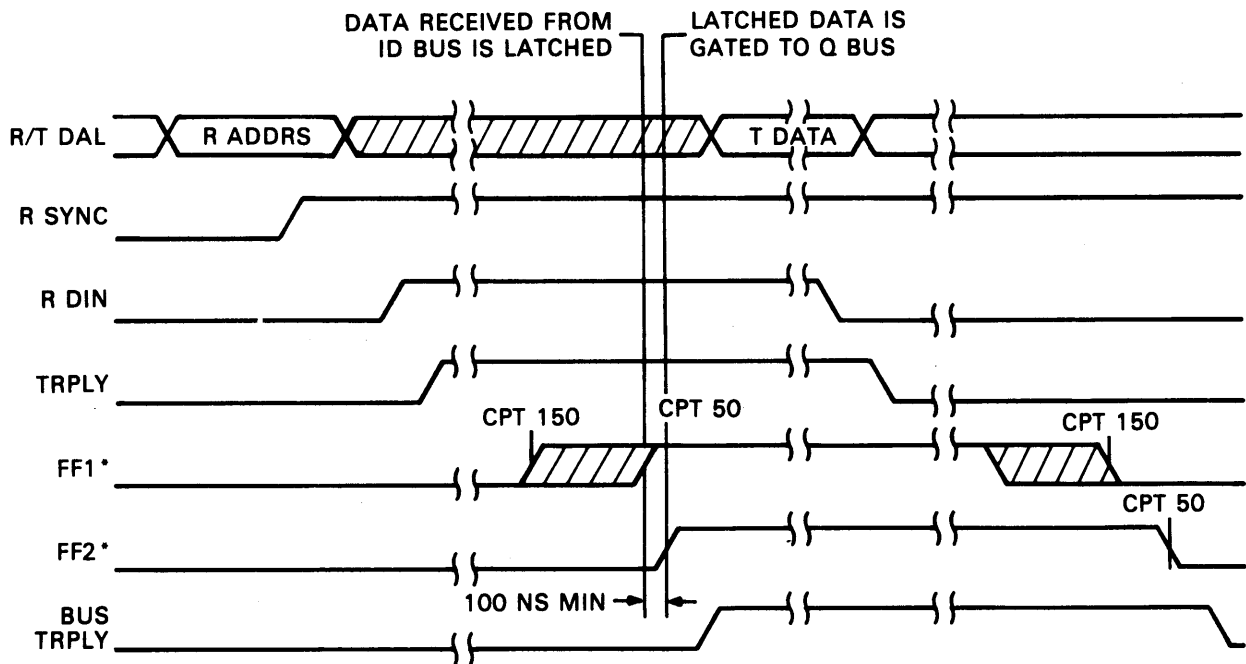 DATA RECEIVED FROM
ID BUS IS LATCHED
LATCHED DATA IS
GATED TO Q BUS
R/T DAL
R ADDRS
T DATA
R SYNC
R DIN
TRPLY
CPT 150
CPT 50
CPT 150
FF1*
CPT 50
FF2*
100 NS MIN
BUS
TRPLY